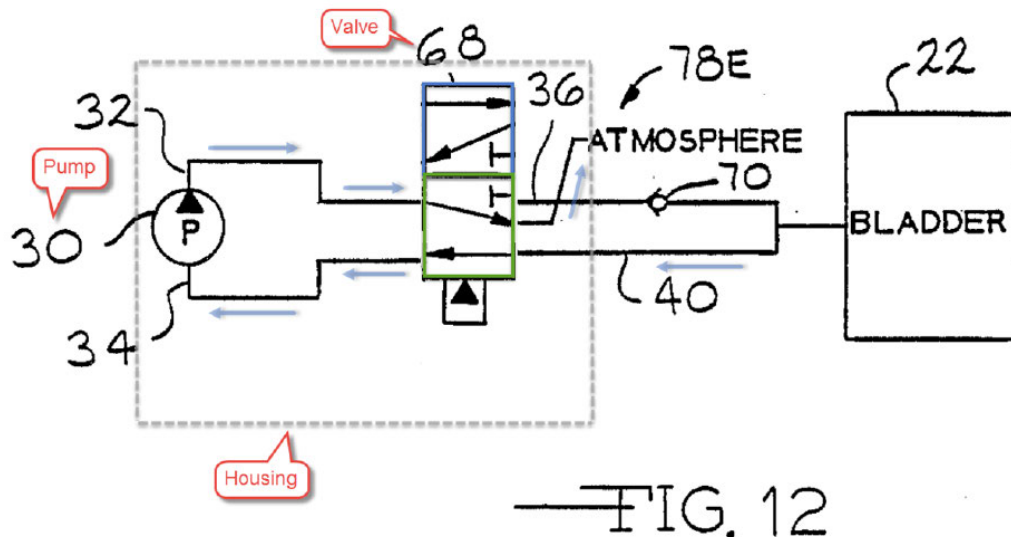 Valve
68
78E
22
32
36
ATMOSPHERE
Pump
70
30
P
BLADDER
34
40
Housing
FIG. 12